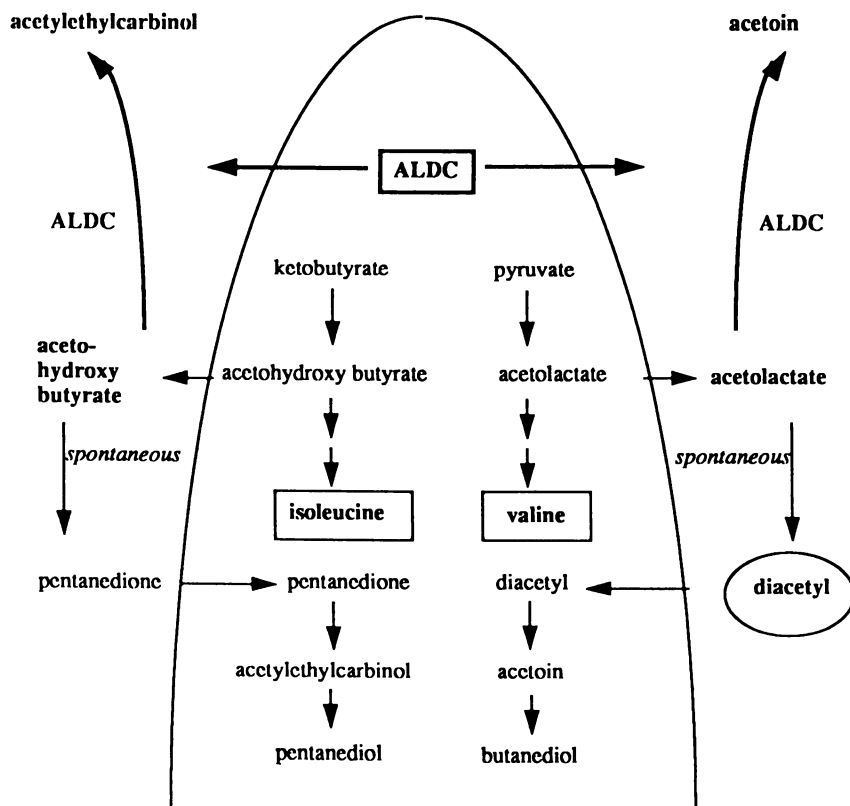 acetylethylcarbinol
acetoin
ALDC
ALDC
ALDC
ketobutyrate
pyruvate
aceto-
hydroxy
butyrate
acetohydroxy butyrate
acetolactate
acetolactate
spontaneous
spontaneous
isoleucine
valine
pentanedione
pentanedione
diacetyl
diacetyl
acetylethylcarbinol
acetoin
pentanediol
butanediol